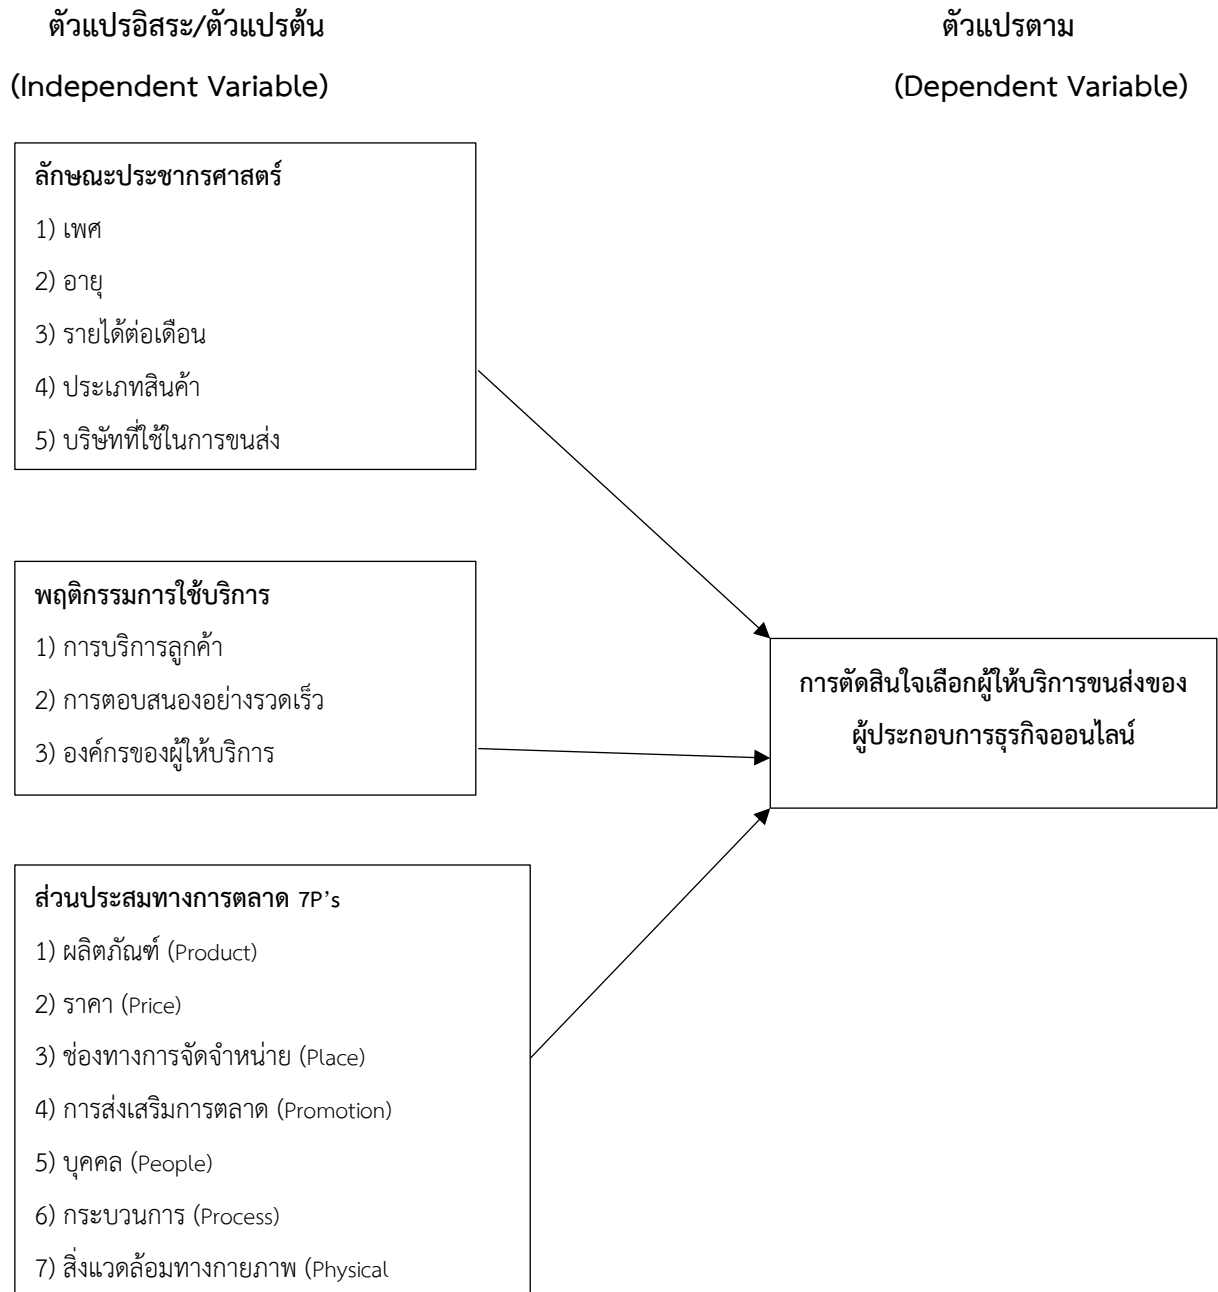 ตัวแปรอิสระ/ตัวแปรต้น
(Independent Variable)
ตัวแปรตาม
(Dependent Variable)
ลักษณะประชากรศาสตร์
1) เพศ
2) อายุ
3) รายได้ต่อเดือน
4) ประเภทสินค้า
5) บริษัทที่ใช้ในการขนส่ง
พฤติกรรมการใช้บริการ
1) การบริการลูกค้า
2) การตอบสนองอย่างรวดเร็ว
3) องค์กรของผู้ให้บริการ
การตัดสินใจเลือกผู้ให้บริการขนส่งของ
ผู้ประกอบการธุรกิจออนไลน์
ส่วนประสมทางการตลาด 7P’s
1) ผลิตภัณฑ์ (Product)
2) ราคา (Price)
3) ช่องทางการจัดจำหน่าย (Place)
4) การส่งเสริมการตลาด (Promotion)
5) บุคคล (People)
6) กระบวนการ (Process)
7) สิ่งแวดล้อมทางกายภาพ (Physical